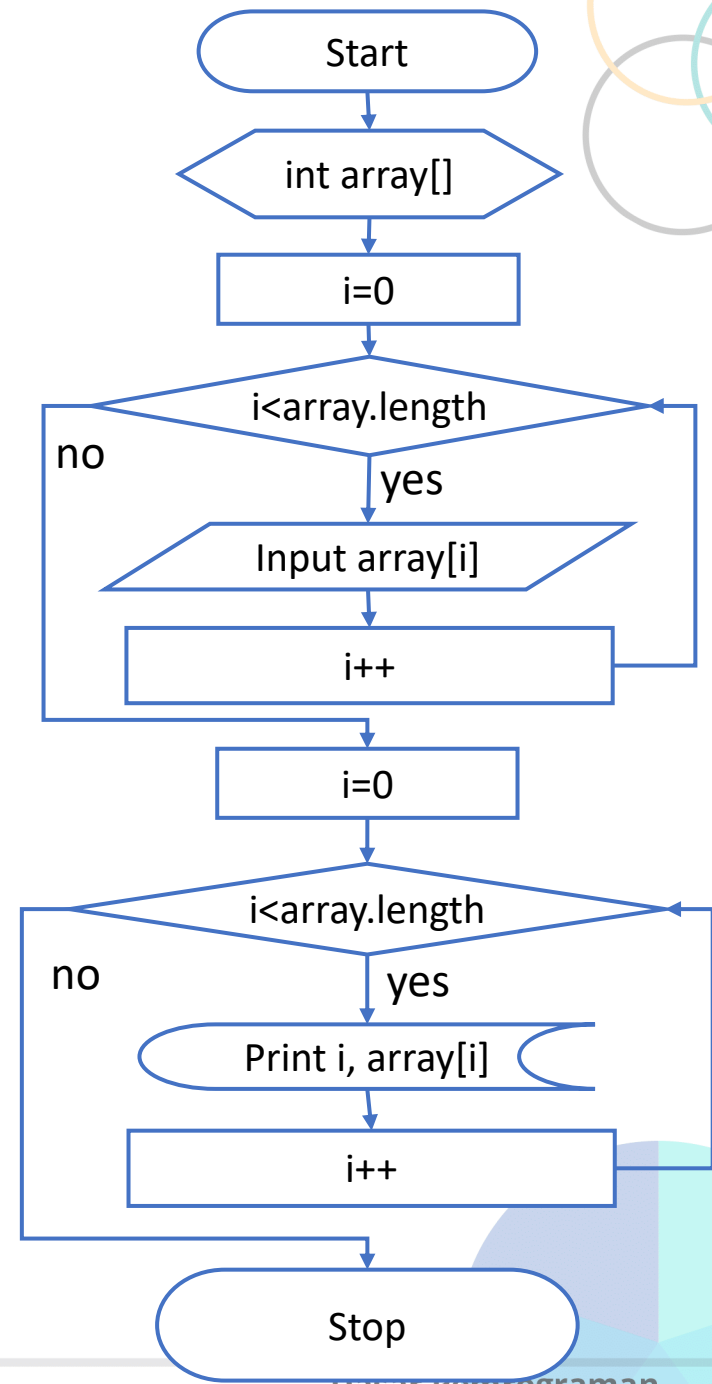 Start
int array[]
i=0
i<array.length
no
yes
Input array[i]
i++
i=0
i<array.length
no
yes
Print i, array[i]
i++
Stop